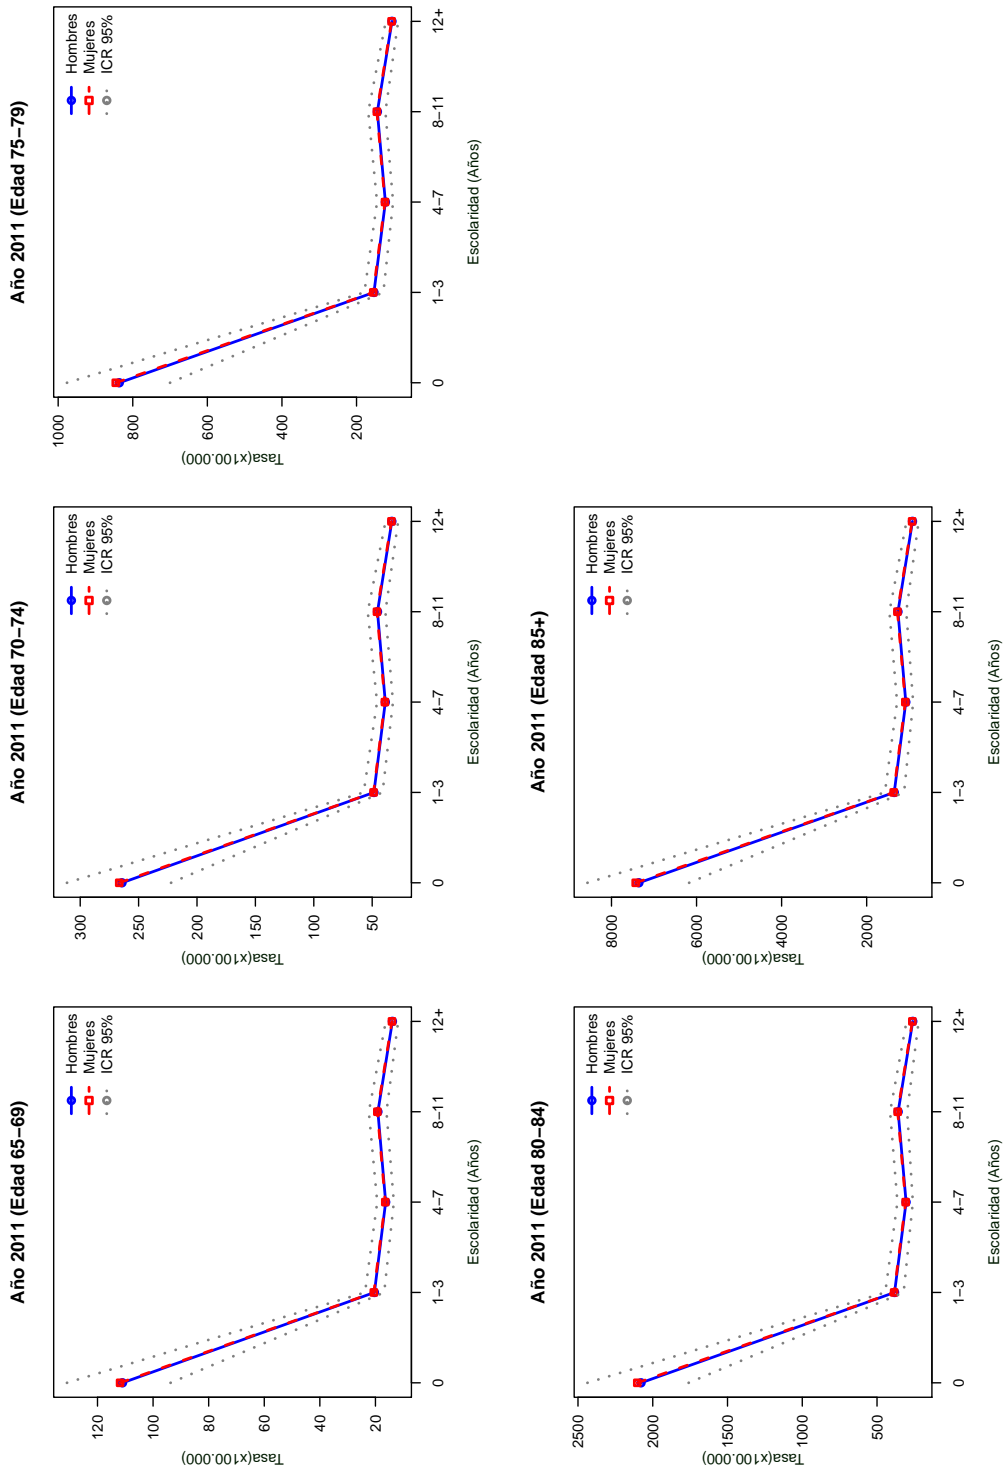 Año 2011 (Edad 65−69)
Tasa(x100.000)
120
100
80
60
40
20
0
1−3
4−7
8−11
12+
Escolaridad (Años)
Hombres
Mujeres
ICR 95%
Año 2011 (Edad 70−74)
Tasa(x100.000)
300
250
200
150
100
50
0
1−3
4−7
8−11
12+
Escolaridad (Años)
Hombres
Mujeres
ICR 95%
Año 2011 (Edad 75−79)
Tasa(x100.000)
1000
800
600
400
200
0
1−3
4−7
8−11
12+
Escolaridad (Años)
Hombres
Mujeres
ICR 95%
Año 2011 (Edad 80−84)
Tasa(x100.000)
2500
2000
1500
1000
500
0
1−3
4−7
8−11
12+
Escolaridad (Años)
Hombres
Mujeres
ICR 95%
Año 2011 (Edad 85+)
Tasa(x100.000)
8000
6000
4000
2000
0
1−3
4−7
8−11
12+
Escolaridad (Años)
Hombres
Mujeres
ICR 95%